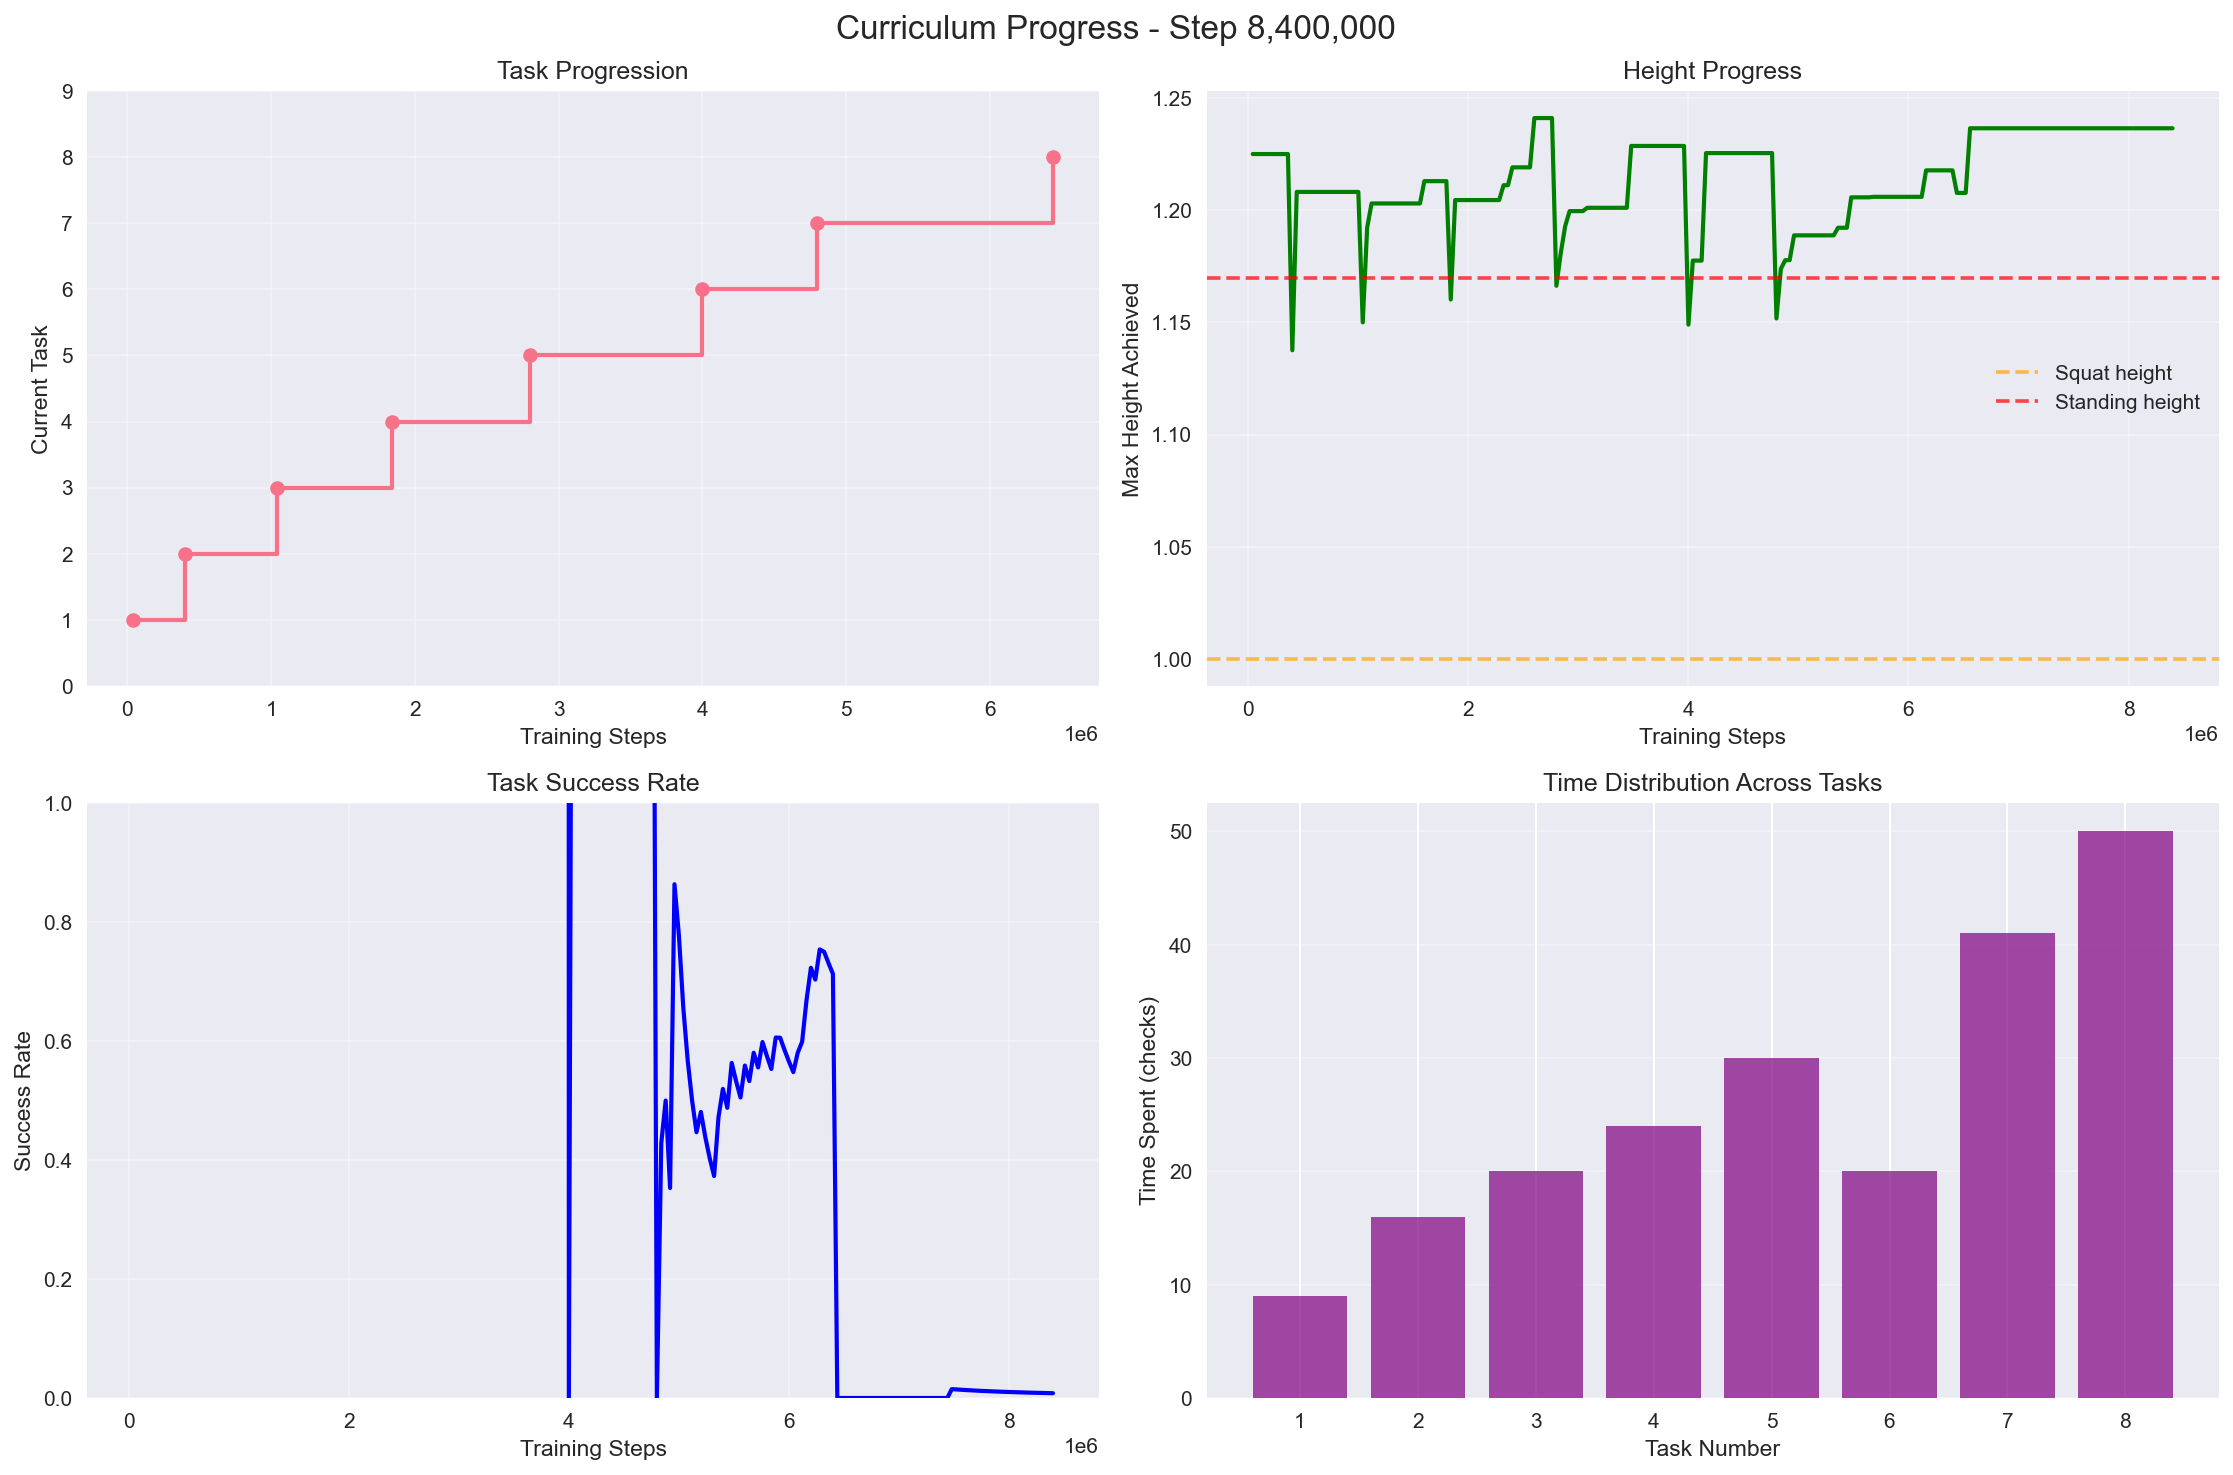 Curriculum Progress - Step 8,400,000
Task Progression
Current Task
9
8
7
6
5
4
3
2
1
0
0 1 2 3 4 5 6
1e6
Training Steps
Height Progress
Max Height Achieved
1.25
1.20
1.15
1.10
1.05
1.00
Squat height
Standing height
0 2 4 6 8
1e6
Training Steps
Task Success Rate
Success Rate
1.0
0.8
0.6
0.4
0.2
0.0
0 2 4 6 8
1e6
Training Steps
Time Distribution Across Tasks
Time Spent (checks)
50
40
30
20
10
0
1 2 3 4 5 6 7 8
Task Number